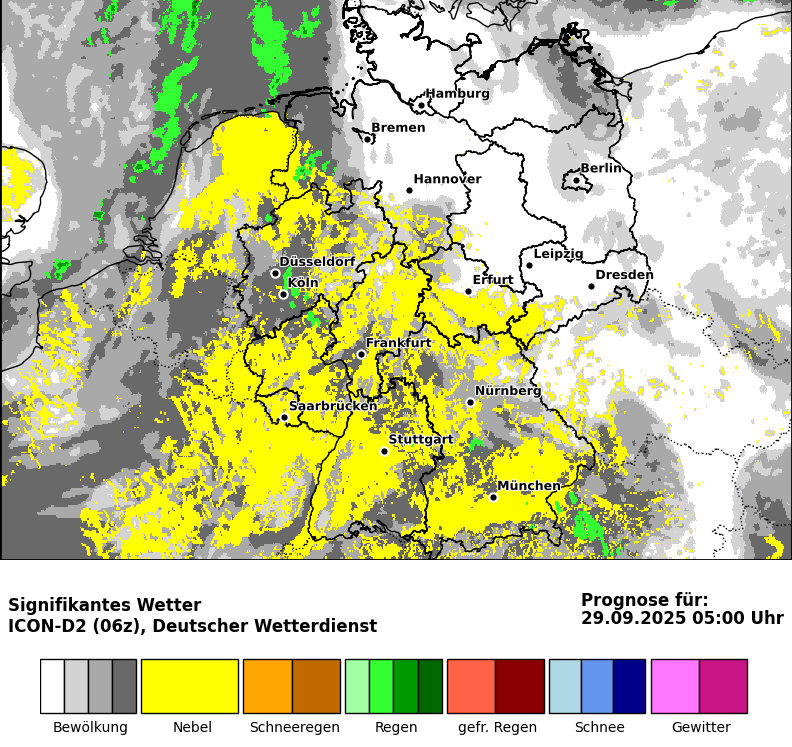 Hamburg
Bremen
Berlin
Hannover
Leipzig
Düsseldorf
Dresden
Köln
Erfurt
Frankfurt
Nürnberg
Saarbrücken
Stuttgart
München
Signifikantes Wetter
ICON-D2 (06z), Deutscher Wetterdienst
Prognose für:
29.09.2025 05:00 Uhr
Bewölkung Nebel Schneeregen Regen gefr. Regen Schnee Gewitter